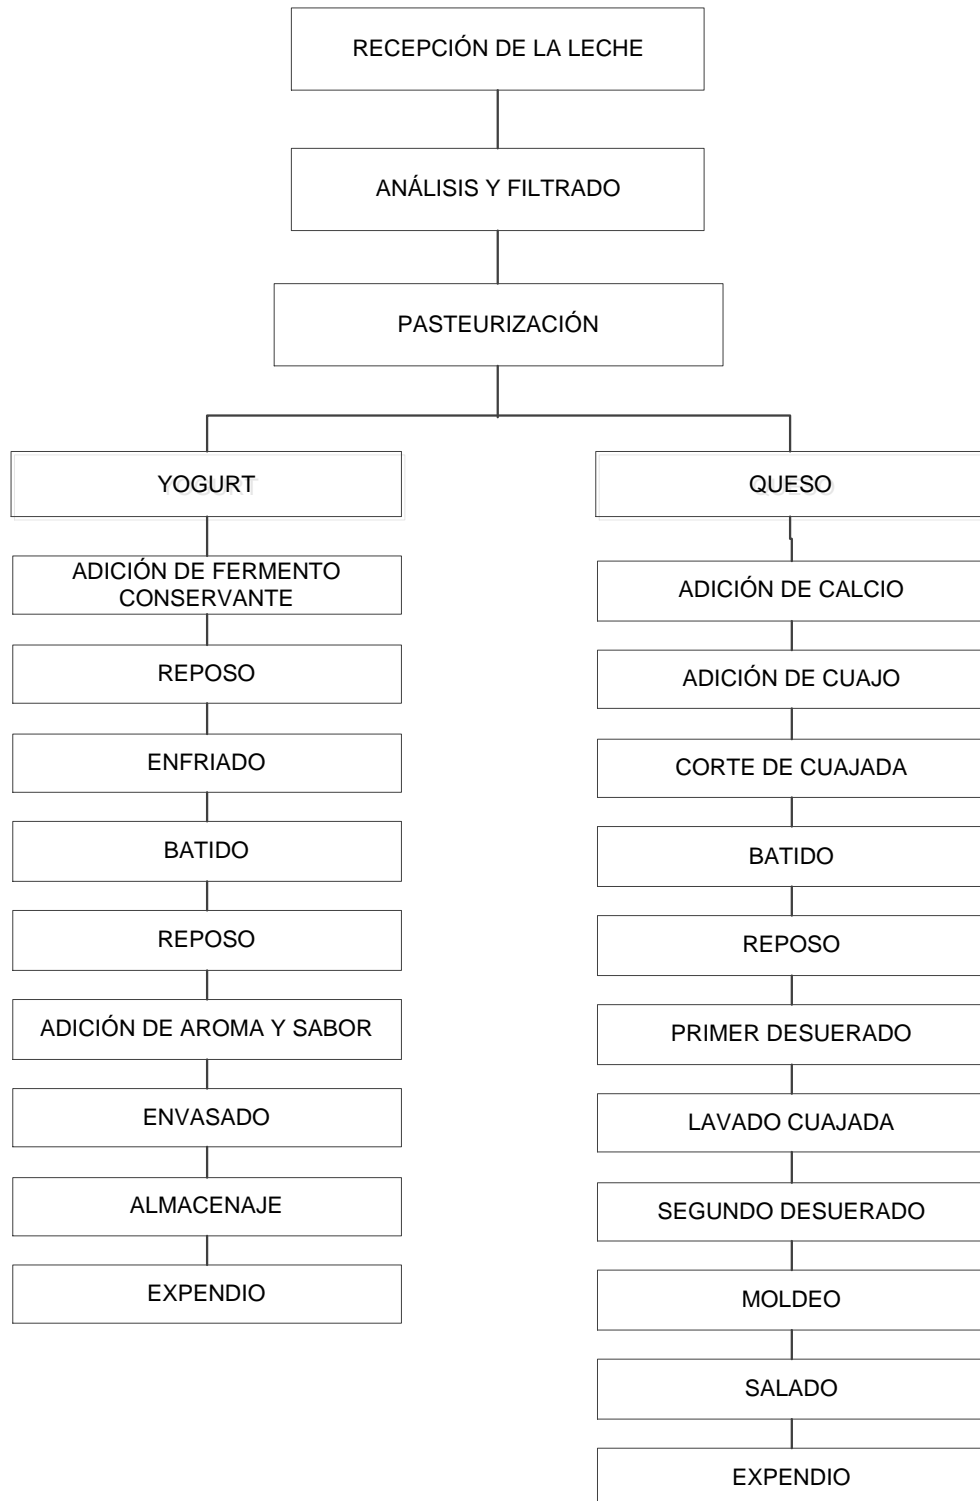 RECEPCIÓN DE LA LECHE
ANÁLISIS Y FILTRADO
PASTEURIZACIÓN
YOGURT
ADICIÓN DE FERMENTO
CONSERVANTE
REPOSO
ENFRIADO
BATIDO
REPOSO
ADICIÓN DE AROMA Y SABOR
ENVASADO
ALMACENAJE
EXPENDIO
QUESO
ADICIÓN DE CALCIO
ADICIÓN DE CUAJO
CORTE DE CUAJADA
BATIDO
REPOSO
PRIMER DESUERADO
LAVADO CUAJADA
SEGUNDO DESUERADO
MOLDEO
SALADO
EXPENDIO